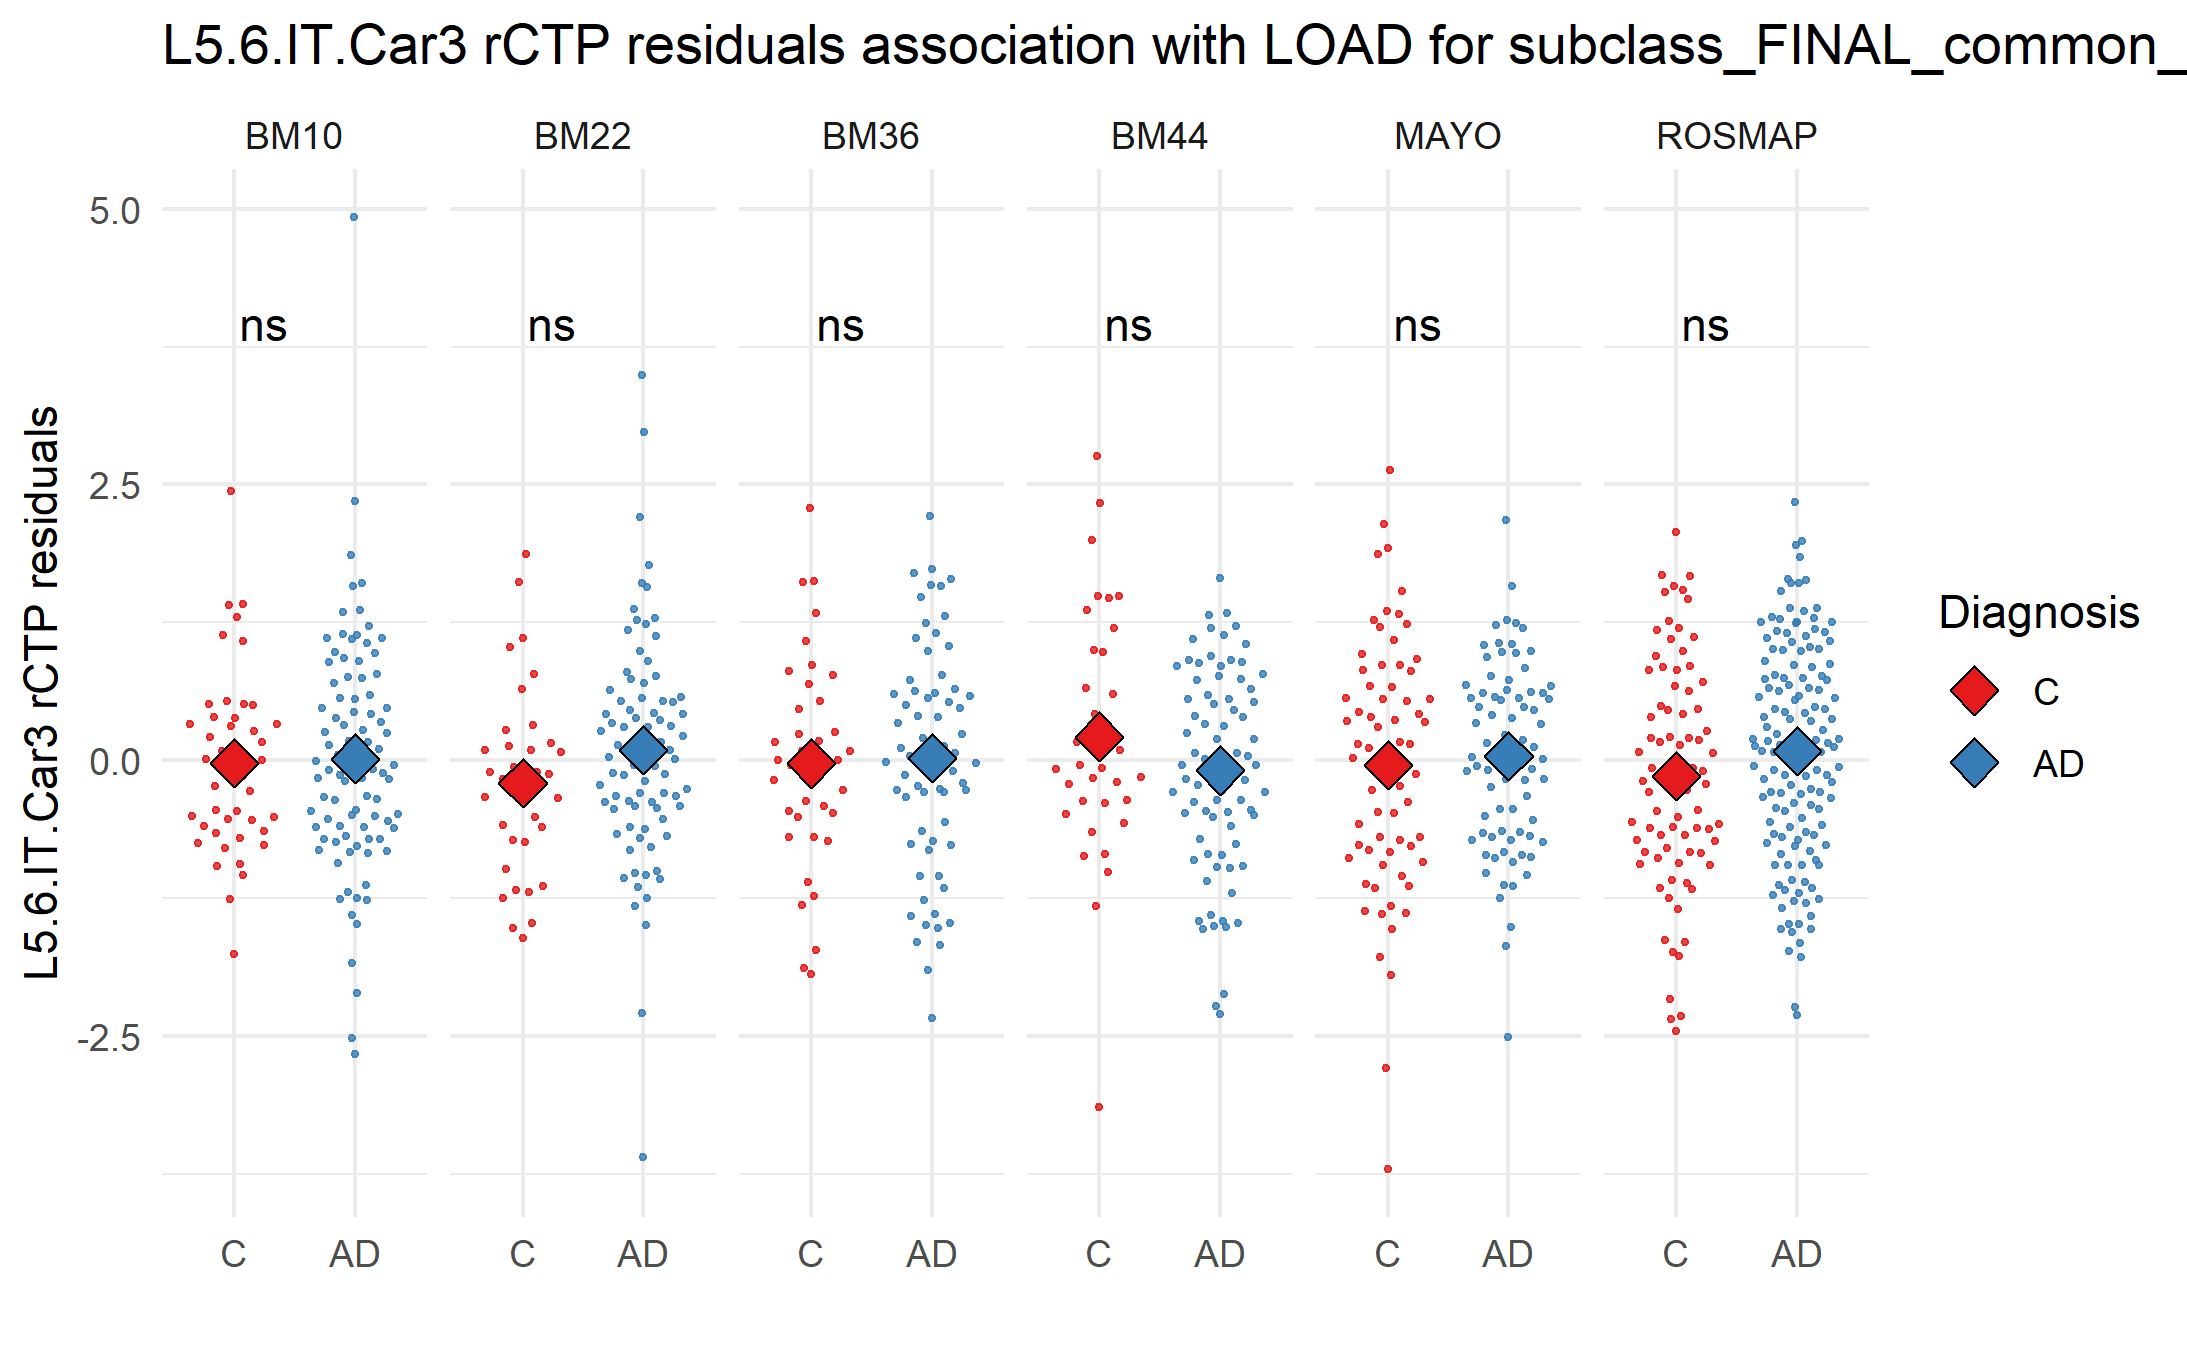 L5.6.IT.Car3 rCTP residuals association with LOAD for subclass_FINAL_common_
BM10 BM22 BM36 BM44 MAYO ROSMAP
5.0
ns ns ns ns ns ns
2.5
0.0
-2.5
L5.6.IT.Car3 rCTP residuals
C AD C AD C AD C AD C AD C AD
Diagnosis
C
AD